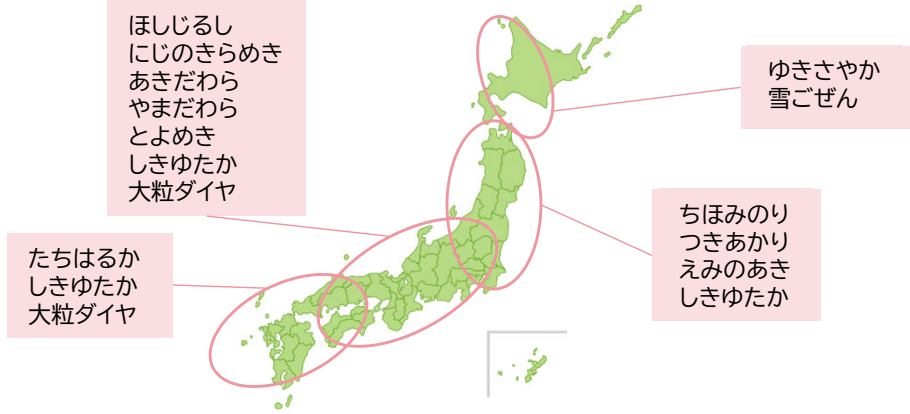 ほしじるし
にじのきらめき
あきだわら
やまだわら
とよめき
しきゆたか
大粒ダイヤ
ゆきさやか
雪ごぜん
ちほみのり
つきあかり
えみのあき
しきゆたか
たちはるか
しきゆたか
大粒ダイヤ